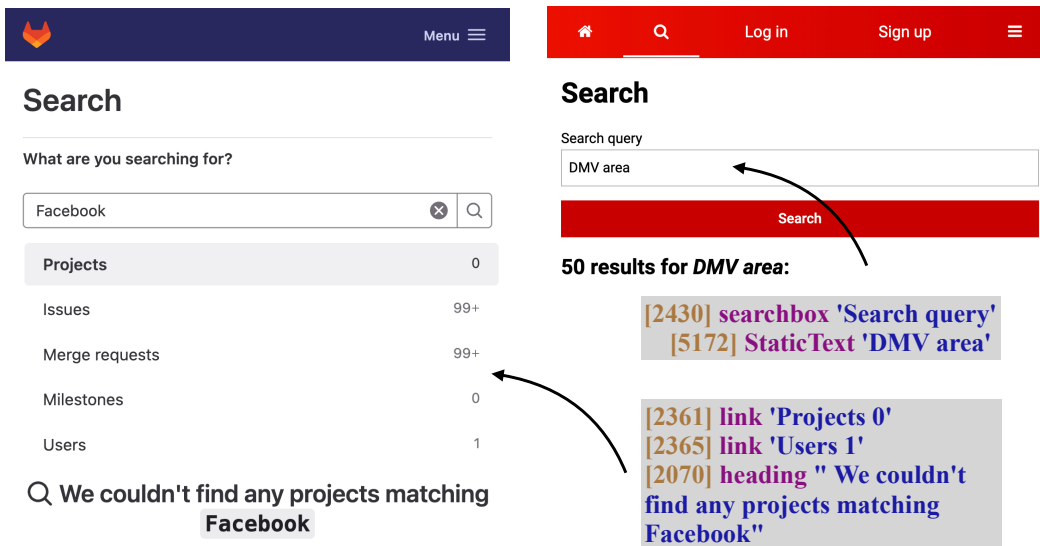 Menu
Search
What are you searching for?
Facebook
Projects 0
Issues 99+
Merge requests 99+
Milestones 0
Users 1
We couldn't find any projects matching
Facebook
Log in Sign up
Search
Search query
DMV area
Search
50 results for DMV area:
[2430] searchbox 'Search query'
[5172] StaticText 'DMV area'
[2361] link 'Projects 0'
[2365] link 'Users 1'
[2070] heading " We couldn't
find any projects matching
Facebook"